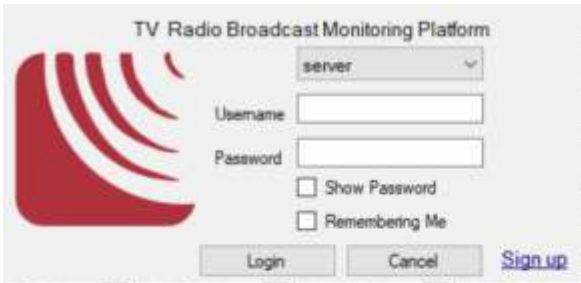 TV Radio Broadcast Monitoring Platform
server
Username
Password
Show Password
Remembering Me
Login Cancel Sign up